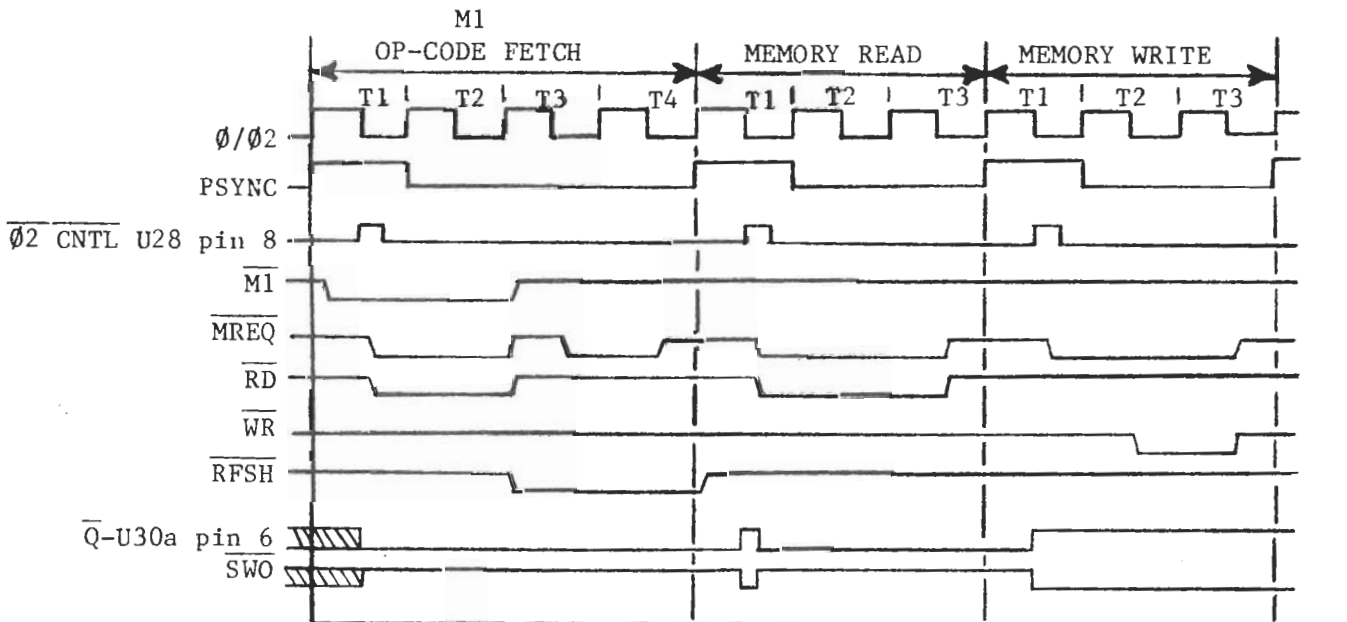 M1
OP-CODE FETCH MEMORY READ MEMORY WRITE
T1 T2 T3 T4 T1 T2 T3 T1 T2 T3
Ø/Ø2
PSYNC
Ø2 CNTL U28 pin 8
M1
MREQ
RD
WR
RFSH
Q-U30a pin 6
SWO